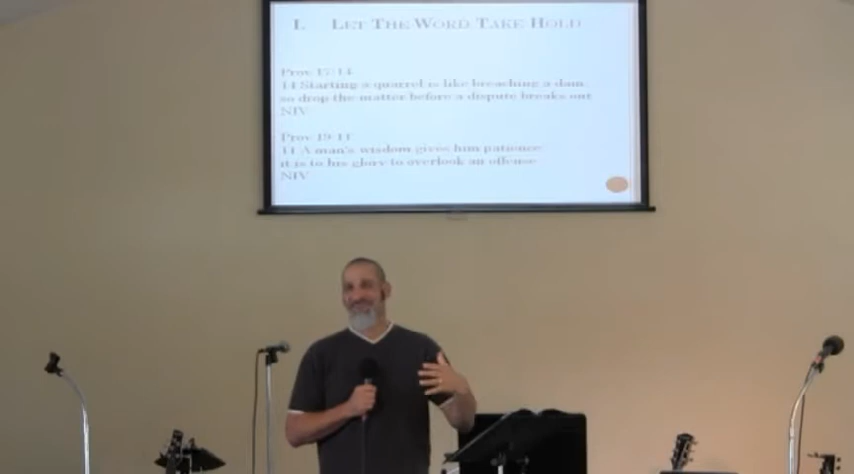 I. LET THE WORD TAKE HOLD
Prov 17:14
14 Starting a quarrel is like breaching a dam;
so drop the matter before a dispute breaks out
NIV
Prov 19:11
11 A man's wisdom gives him patience
it is to his glory to overlook an offense
NIV